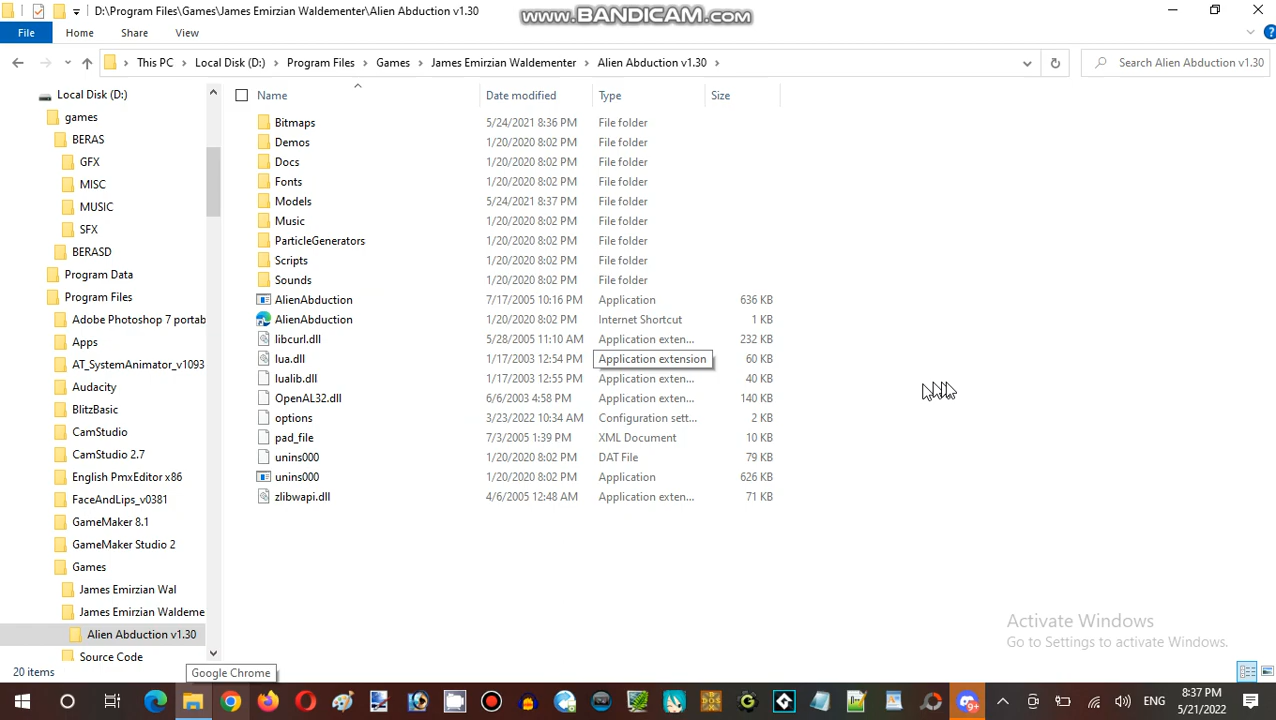 D:\Program Files\Games\James Emirzian Waldementer\Alien Abduction v1.30
www.BANDICAM.com
File
Home
Share
View
This PC > Local Disk (D:) > Program Files > Games > James Emirzian Waldementer > Alien Abduction v1.30 >
Search Alien Abduction v1.30
Local Disk (D:)
games
BERAS
GFX
MISC
MUSIC
SFX
BERASD
Program Data
Program Files
Adobe Photoshop 7 portab
Apps
AT_SystemAnimator_v1093
Audacity
BlitzBasic
CamStudio
CamStudio 2.7
English PmxEditor x86
FaceAndLips_v0381
GameMaker 8.1
GameMaker Studio 2
Games
James Emirzian Wal
James Emirzian Waldeme
Alien Abduction v1.30
Source Code
Name Date modified Type Size
Bitmaps 5/24/2021 8:36 PM File folder
Demos 1/20/2020 8:02 PM File folder
Docs 1/20/2020 8:02 PM File folder
Fonts 1/20/2020 8:02 PM File folder
Models 5/24/2021 8:37 PM File folder
Music 1/20/2020 8:02 PM File folder
ParticleGenerators 1/20/2020 8:02 PM File folder
Scripts 1/20/2020 8:02 PM File folder
Sounds 1/20/2020 8:02 PM File folder
AlienAbduction 7/17/2005 10:16 PM Application 636 KB
AlienAbduction 1/20/2020 8:02 PM Internet Shortcut 1 KB
libcurl.dll 5/28/2005 11:10 AM Application exten... 232 KB
lua.dll 1/17/2003 12:54 PM Application extension 60 KB
lualib.dll 1/17/2003 12:55 PM Application exten... 40 KB
OpenAL32.dll 6/6/2003 4:58 PM Application exten... 140 KB
options 3/23/2022 10:34 AM Configuration sett... 2 KB
pad_file 7/3/2005 1:39 PM XML Document 10 KB
unins000 1/20/2020 8:02 PM DAT File 79 KB
unins000 1/20/2020 8:02 PM Application 626 KB
zlibwapi.dll 4/6/2005 12:48 AM Application exten... 71 KB
Activate Windows
Go to Settings to activate Windows.
20 items
Google Chrome
9+
ENG
8:37 PM
5/21/2022